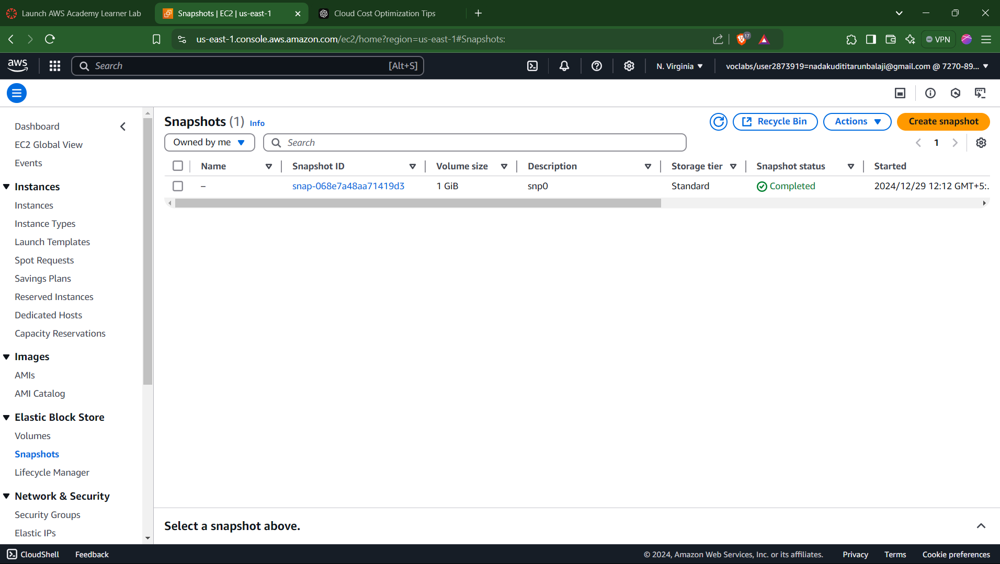 Launch AWS Academy Learner Lab
Snapshots | EC2 | us-east-1
Cloud Cost Optimization Tips
us-east-1.console.aws.amazon.com/ec2/home?region=us-east-1#Snapshots:
17
VPN
aws
Search
[Alt+S]
N. Virginia
voclabs/user2873919=nadakudititarunbalaji@gmail.com @ 7270-89...
Dashboard
EC2 Global View
Events
Instances
Instances
Instance Types
Launch Templates
Spot Requests
Savings Plans
Reserved Instances
Dedicated Hosts
Capacity Reservations
Images
AMIs
AMI Catalog
Elastic Block Store
Volumes
Snapshots
Lifecycle Manager
Network & Security
Security Groups
Elastic IPs
Snapshots (1) Info
Recycle Bin
Actions
Create snapshot
Owned by me
Search
1
Name Snapshot ID Volume size Description Storage tier Snapshot status Started
– snap-068e7a48aa71419d3 1 GiB snp0 Standard Completed 2024/12/29 12:12 GMT+5:.
Select a snapshot above.
CloudShell
Feedback
© 2024, Amazon Web Services, Inc. or its affiliates.
Privacy
Terms
Cookie preferences